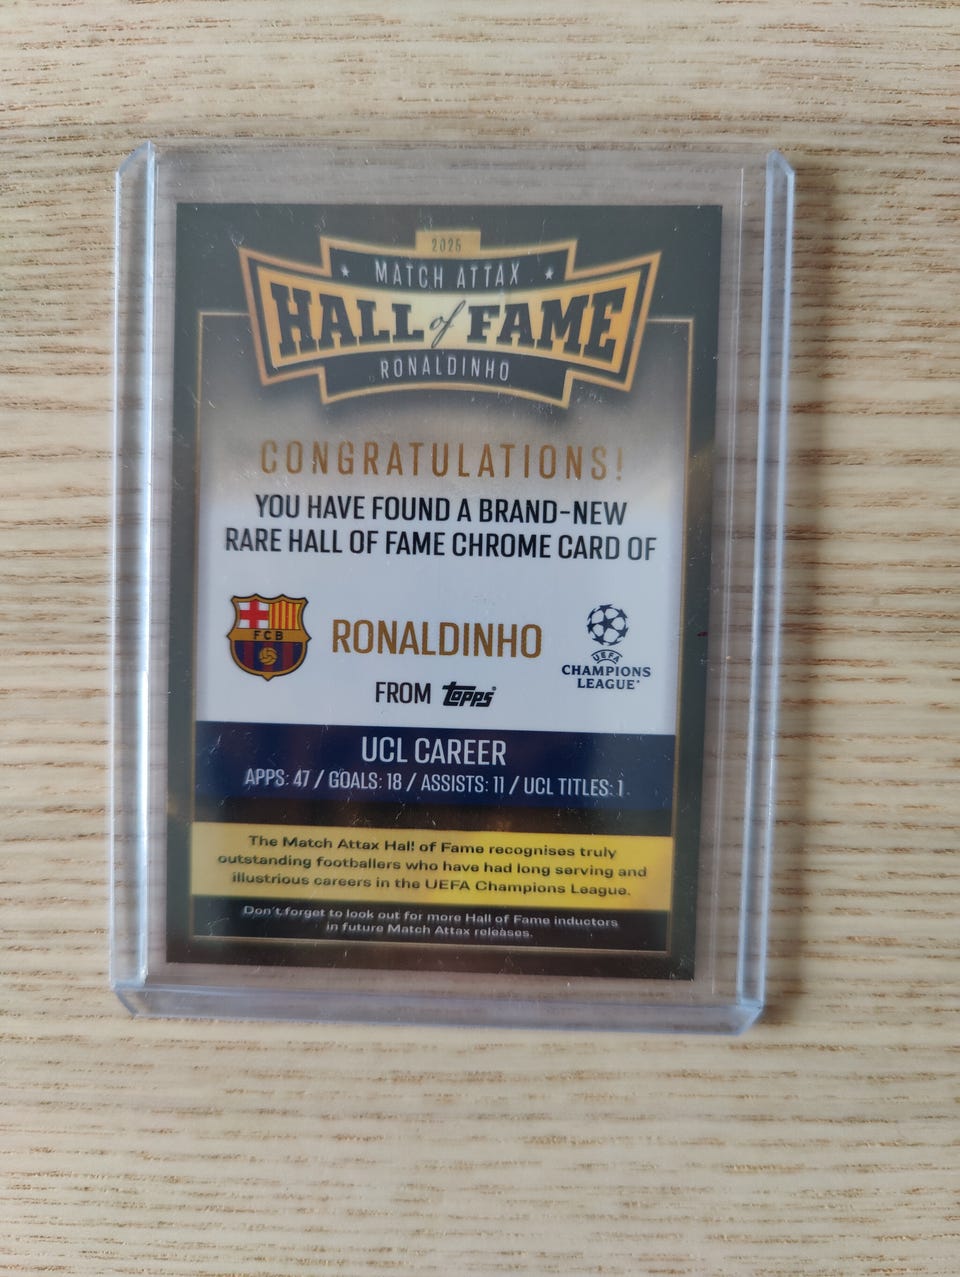 2025
MATCH ATTAX
HALL of FAME
RONALDINHO
CONGRATULATIONS!
YOU HAVE FOUND A BRAND-NEW
RARE HALL OF FAME CHROME CARD OF
FCB
RONALDINHO
UEFA
CHAMPIONS
LEAGUE
FROM topps
UCL CAREER
APPS: 47 / GOALS: 18 / ASSISTS: 11 / UCL TITLES: 1
The Match Attax Hall of Fame recognises truly
outstanding footballers who have had long serving and
illustrious careers in the UEFA Champions League.
Don't forget to look out for more Hall of Fame inductors
in future Match Attax releases.